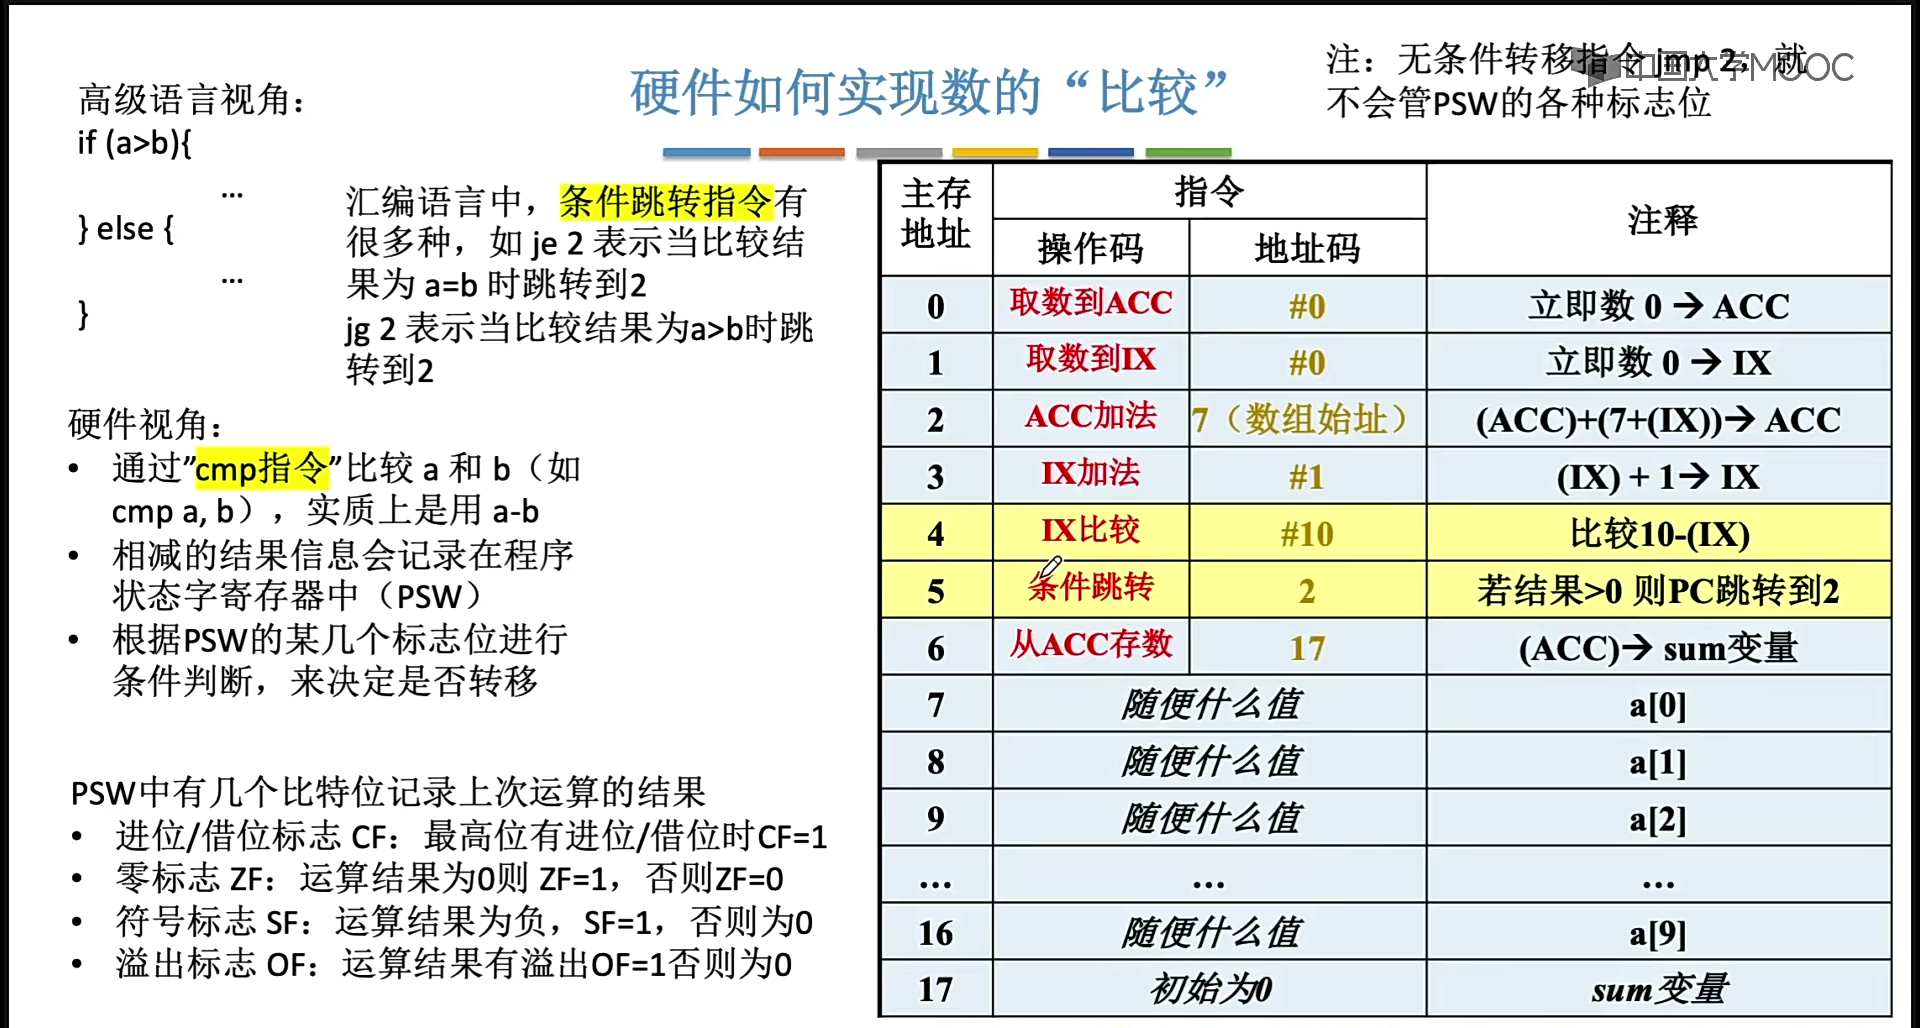 硬件如何实现数的“比较”
注：无条件转移指令 jmp 2，就
不会管PSW的各种标志位
中国大学MOOC
高级语言视角：
if (a>b){
...
} else {
...
}
汇编语言中，条件跳转指令有
很多种，如 je 2 表示当比较结
果为 a=b 时跳转到2
jg 2 表示当比较结果为a>b时跳
转到2
硬件视角：
• 通过”cmp指令”比较 a 和 b（如
cmp a, b），实质上是用 a-b
• 相减的结果信息会记录在程序
状态字寄存器中（PSW）
• 根据PSW的某几个标志位进行
条件判断，来决定是否转移
PSW中有几个比特位记录上次运算的结果
• 进位/借位标志 CF：最高位有进位/借位时CF=1
• 零标志 ZF：运算结果为0则 ZF=1，否则ZF=0
• 符号标志 SF：运算结果为负，SF=1，否则为0
• 溢出标志 OF：运算结果有溢出OF=1否则为0
主存地址 指令 注释
操作码 地址码
0 取数到ACC #0 立即数 0 → ACC
1 取数到IX #0 立即数 0 → IX
2 ACC加法 7（数组始址） (ACC)+(7+(IX))→ ACC
3 IX加法 #1 (IX) + 1→ IX
4 IX比较 #10 比较10-(IX)
5 条件跳转 2 若结果>0 则PC跳转到2
6 从ACC存数 17 (ACC)→ sum变量
7 随便什么值 a[0]
8 随便什么值 a[1]
9 随便什么值 a[2]
... ... ...
16 随便什么值 a[9]
17 初始为0 sum变量